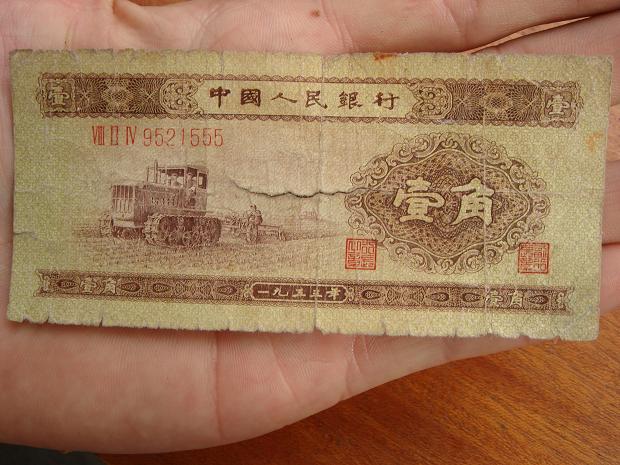 壹 中國人民銀行 壹
VIII II IV 9521555
壹角
壹角 一九五三年 壹角